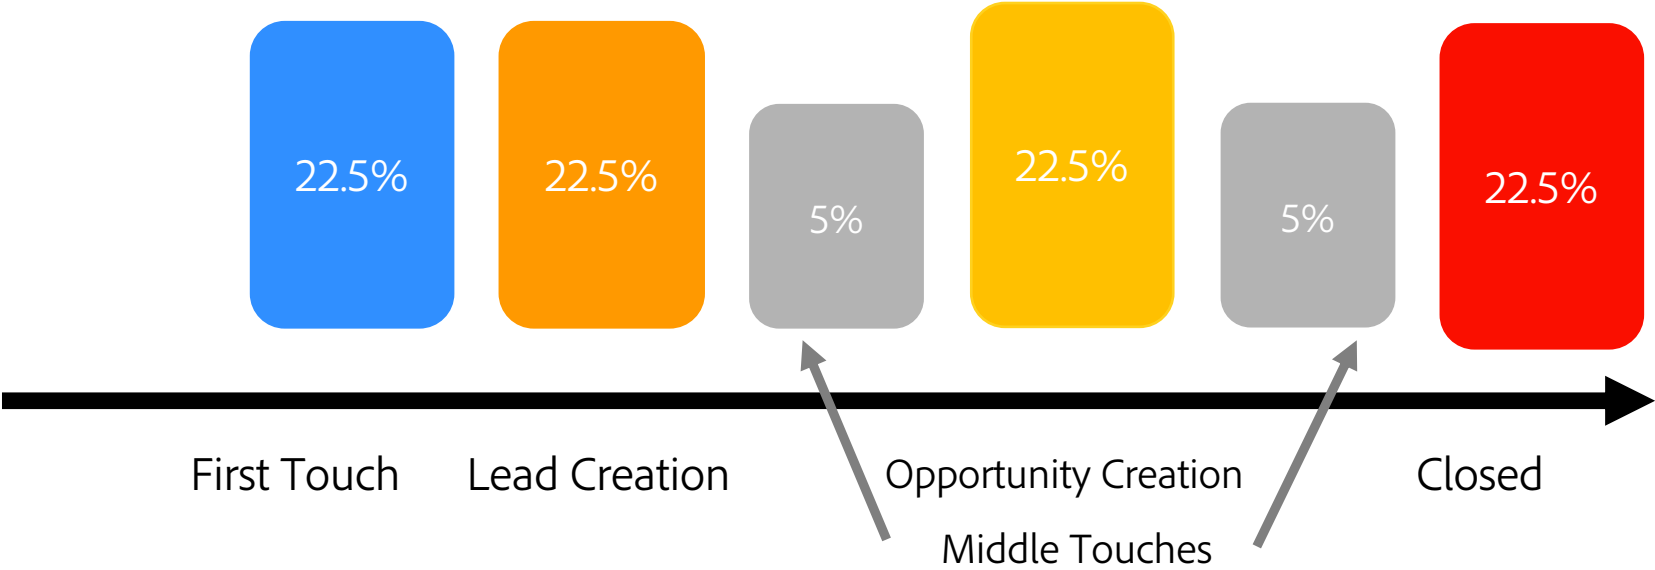 22.5%
22.5%
5%
22.5%
5%
22.5%
First Touch
Lead Creation
Opportunity Creation
Closed
Middle Touches